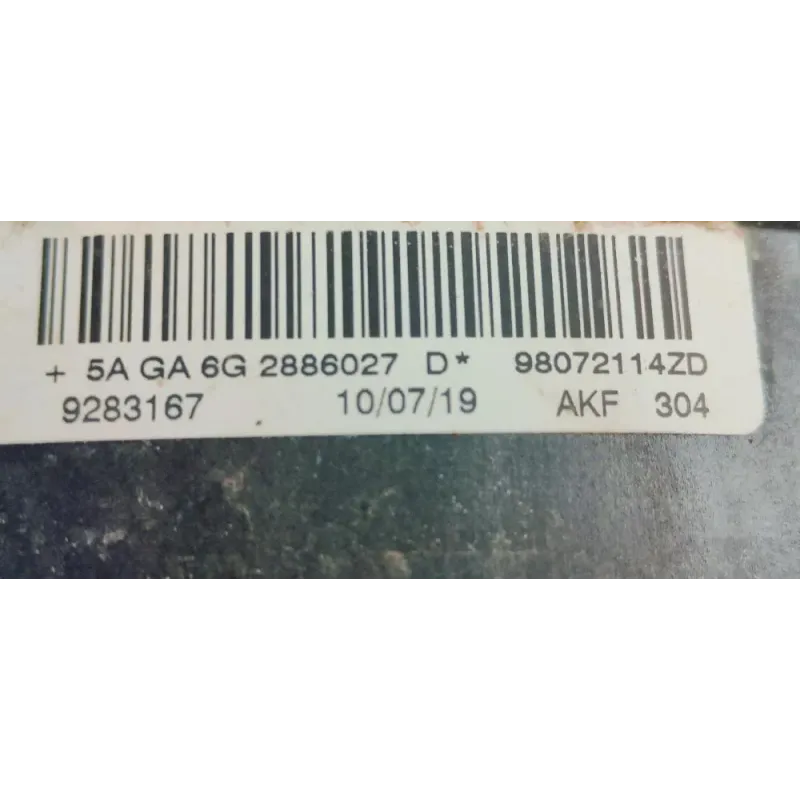 + 5A GA 6G 2886027 D* 98072114ZD
9283167 10/07/19 AKF 304